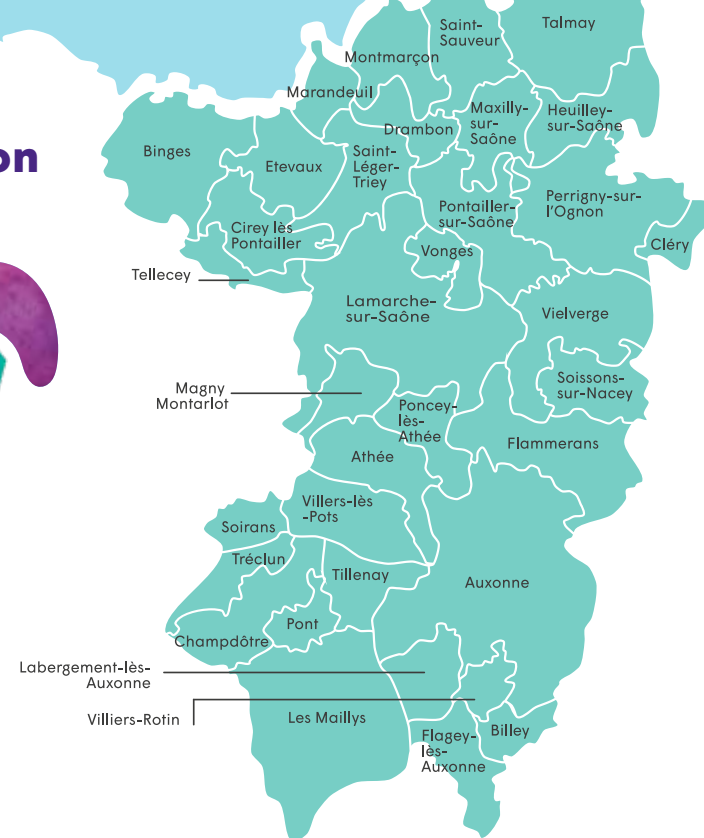 Saint-
Sauveur
Talmay
Montmarçon
Marandeuil
Maxilly-
sur-
Saône
Heuilley-
sur-Saône
Drambon
on
Binges
Etevaux
Saint-
Léger-
Triey
Perrigny-sur-
l'Ognon
Pontailler-
sur-Saône
Cirey lès
Pontailler
Vonges
Cléry
Tellecey
Lamarche-
sur-Saône
Vielverge
Magny
Montarlot
Soissons-
sur-Nacey
Poncey-
lès-
Athée
Flammerans
Athée
Villers-lès
-Pots
Soirans
Tréclun
Tillenay
Auxonne
Pont
Champdôtre
Labergement-lès-
Auxonne
Villiers-Rotin
Les Maillys
Flagey-
lès-
Auxonne
Billey